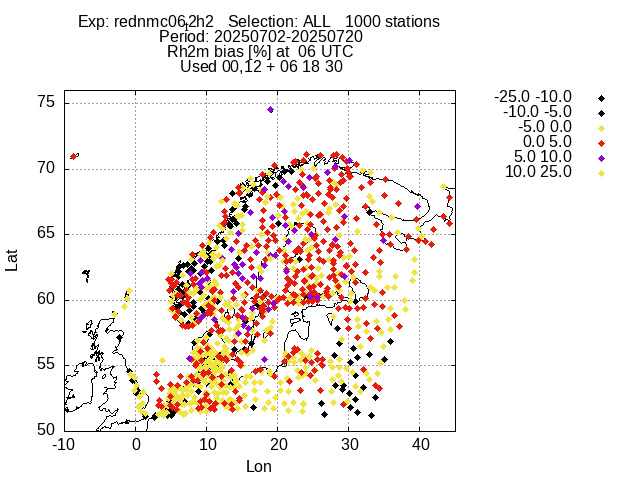 Exp: rednmc06,2h2   Selection: ALL   1000 stations
Period: 20250702-20250720
Rh2m bias [%] at  06 UTC
Used 00,12 + 06 18 30
-25.0 -10.0
-10.0 -5.0
-5.0 0.0
0.0 5.0
5.0 10.0
10.0 25.0
75
70
65
60
55
50
Lat
-10 0 10 20 30 40
Lon